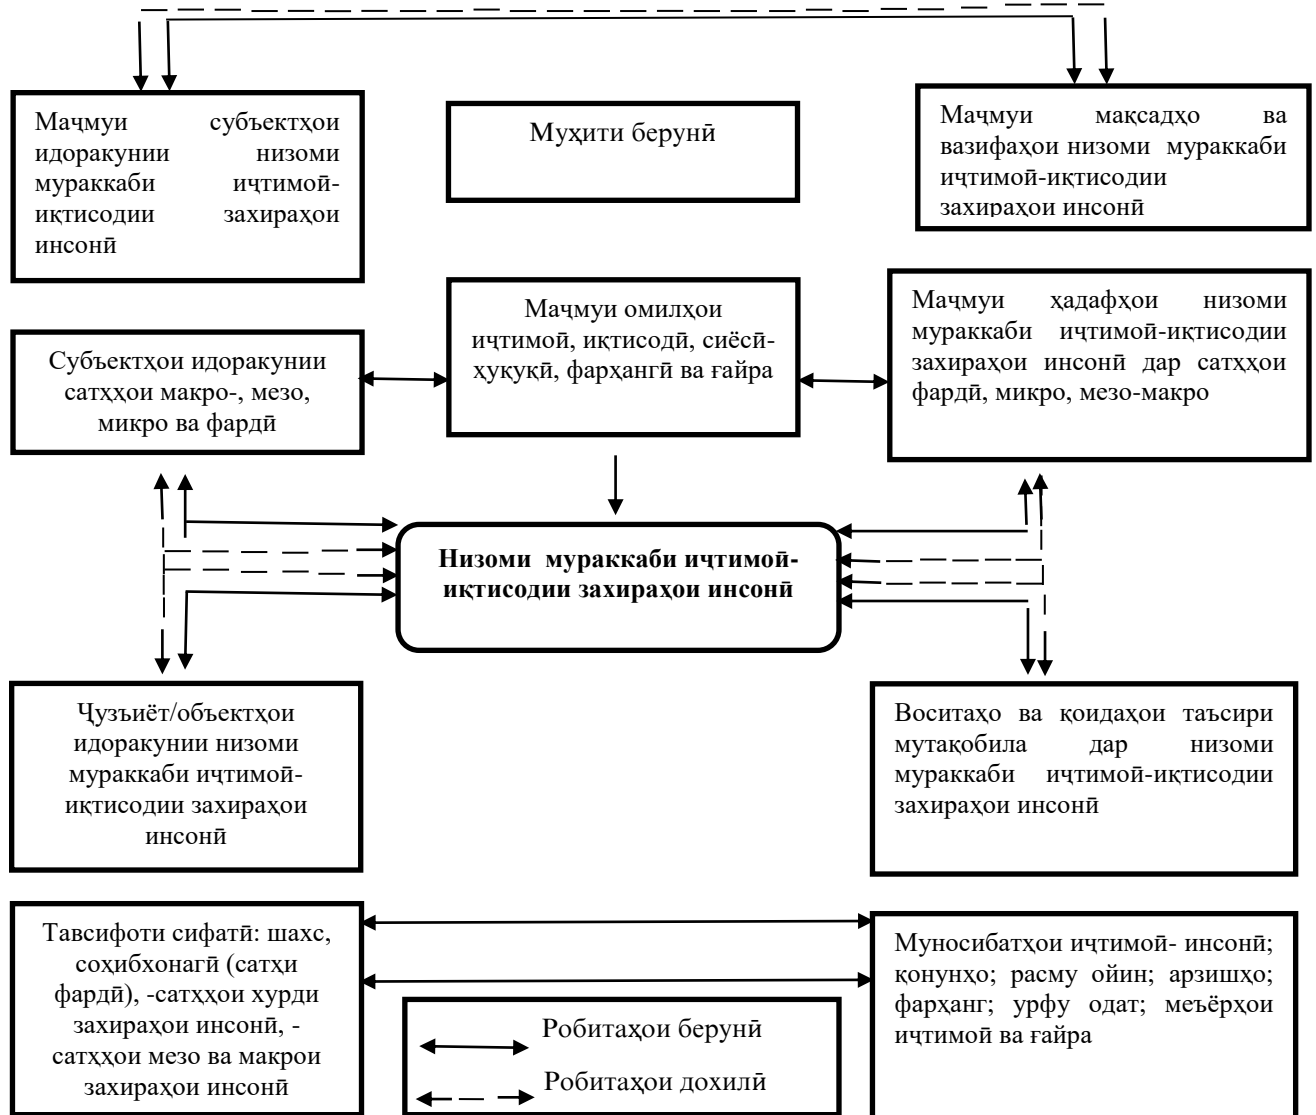 Маҷмуи субъектҳои
идоракунии низоми
мураккаби иҷтимоӣ-
иқтисодии захираҳои
инсонӣ
Муҳити берунӣ
Маҷмуи мақсадҳо ва
вазифаҳои низоми мураккаби
иҷтимоӣ-иқтисодии
захираҳои инсонӣ
Субъектҳои идоракунии
сатҳҳои макро-, мезо,
микро ва фардӣ
Маҷмуи омилҳои
иҷтимоӣ, иқтисодӣ, сиёсӣ-
ҳуқуқӣ, фарҳангӣ ва ғайра
Маҷмуи ҳадафҳои низоми
мураккаби иҷтимоӣ-иқтисодии
захираҳои инсонӣ дар сатҳҳои
фардӣ, микро, мезо-макро
Низоми мураккаби иҷтимоӣ-
иқтисодии захираҳои инсонӣ
Ҷузъиёт/объектҳои
идоракунии низоми
мураккаби иҷтимоӣ-
иқтисодии захираҳои
инсонӣ
Воситаҳо ва қоидаҳои таъсири
мутақобила дар низоми
мураккаби иҷтимоӣ-иқтисодии
захираҳои инсонӣ
Тавсифоти сифатӣ: шахс,
соҳибхонагӣ (сатҳи
фардӣ), -сатҳҳои хурди
захираҳои инсонӣ, -
сатҳҳои мезо ва макрои
захираҳои инсонӣ
Муносибатҳои иҷтимоӣ- инсонӣ;
қонунҳо; расму ойин; арзишҳо;
фарҳанг; урфу одат; меъёрҳои
иҷтимоӣ ва ғайра
Робитаҳои берунӣ
Робитаҳои дохилӣ